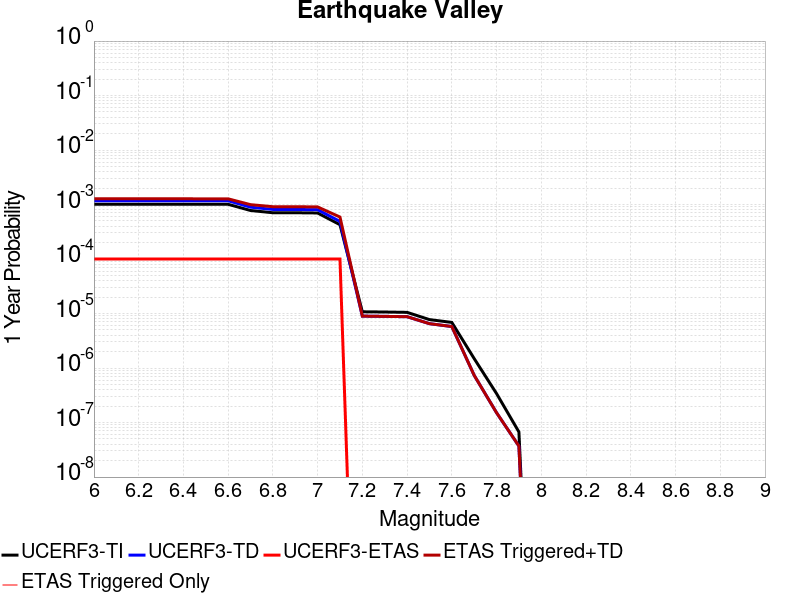 Earthquake Valley
10^0
10^-1
10^-2
10^-3
10^-4
10^-5
10^-6
10^-7
10^-8
1 Year Probability
6 6.2 6.4 6.6 6.8 7 7.2 7.4 7.6 7.8 8 8.2 8.4 8.6 8.8 9
Magnitude
UCERF3-TI UCERF3-TD UCERF3-ETAS ETAS Triggered+TD
ETAS Triggered Only